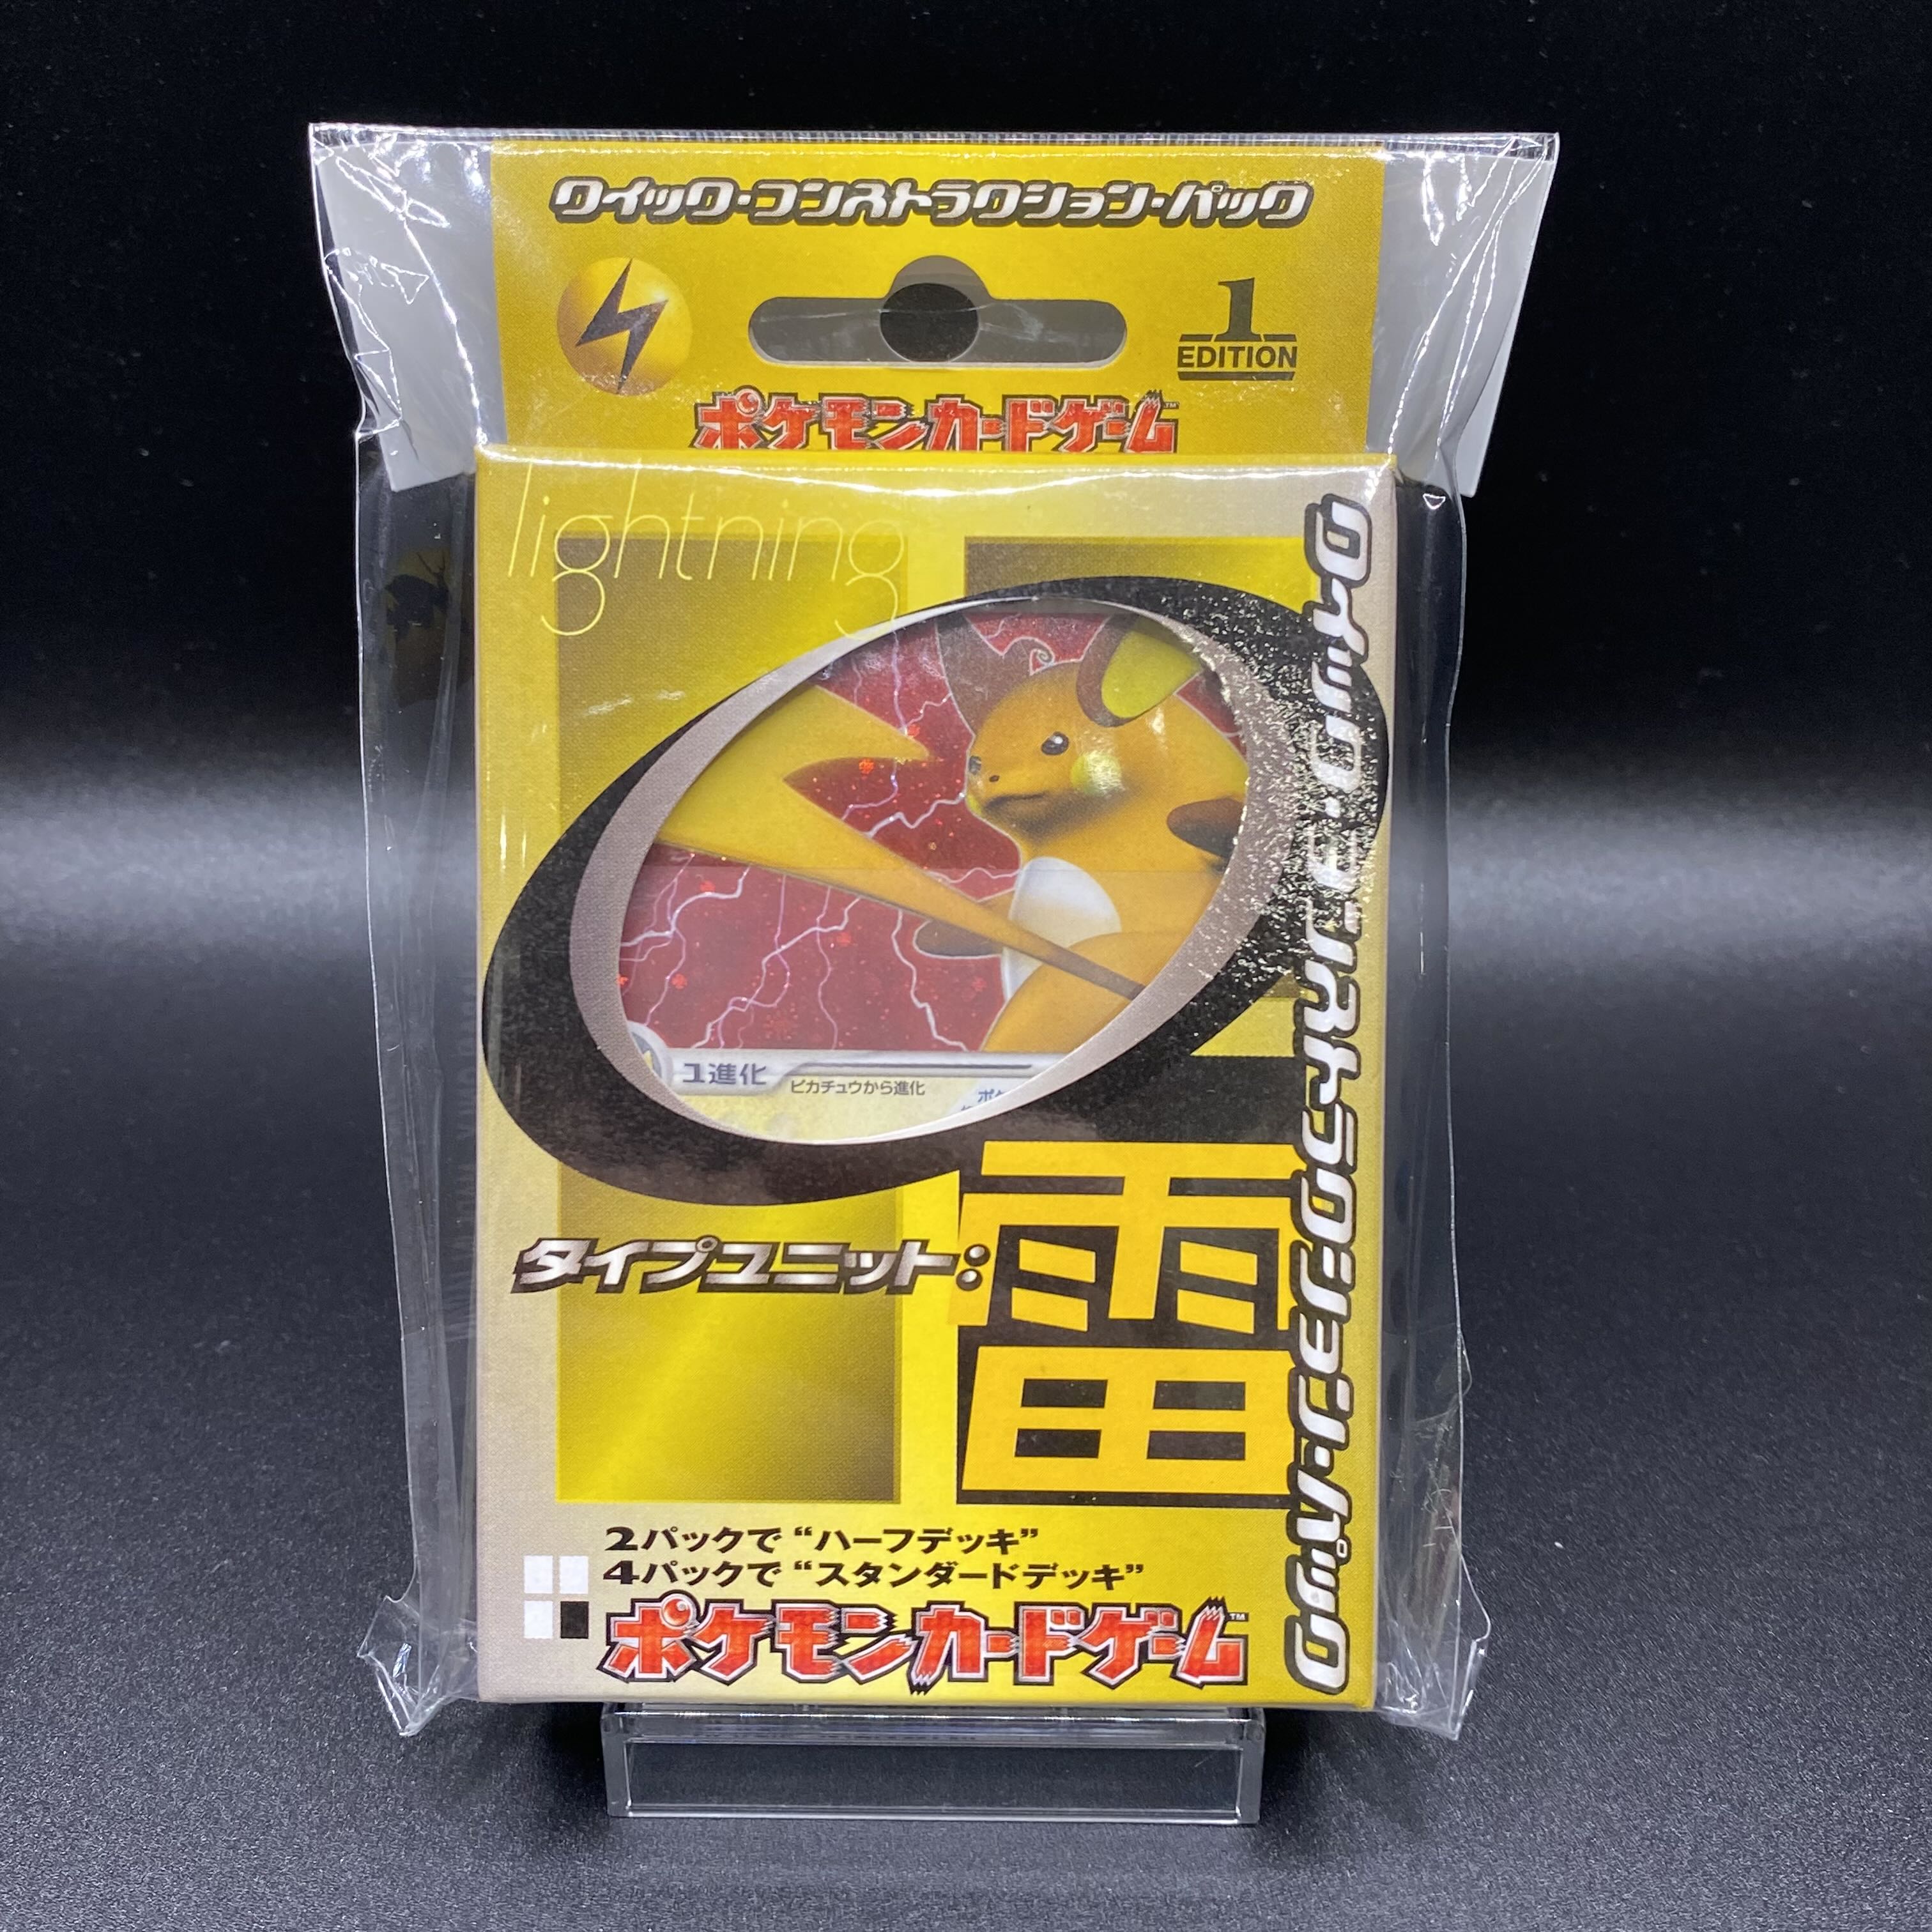 クイック・コンストラクション・パック
1
EDITION
ポケモンカードゲーム™
lightning
クイック・コンストラクション・パック
1進化
ピカチュウから進化
タイプユニット:
雷
2パックで“ハーフデッキ”
4パックで“スタンダードデッキ”
ポケモンカードゲーム™